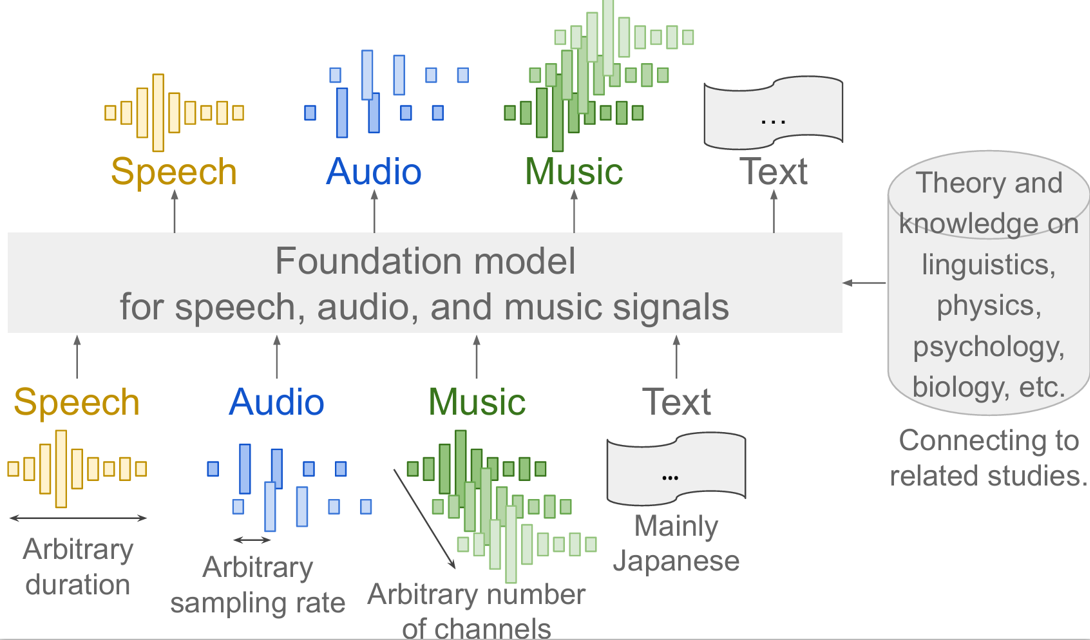 Speech
Audio
Music
...
Text
Foundation model
for speech, audio, and music signals
Theory and
knowledge on
linguistics,
physics,
psychology,
biology, etc.
Connecting to
related studies.
Speech
Audio
Music
Text
...
Arbitrary
duration
Arbitrary
sampling rate
Arbitrary number
of channels
Mainly
Japanese